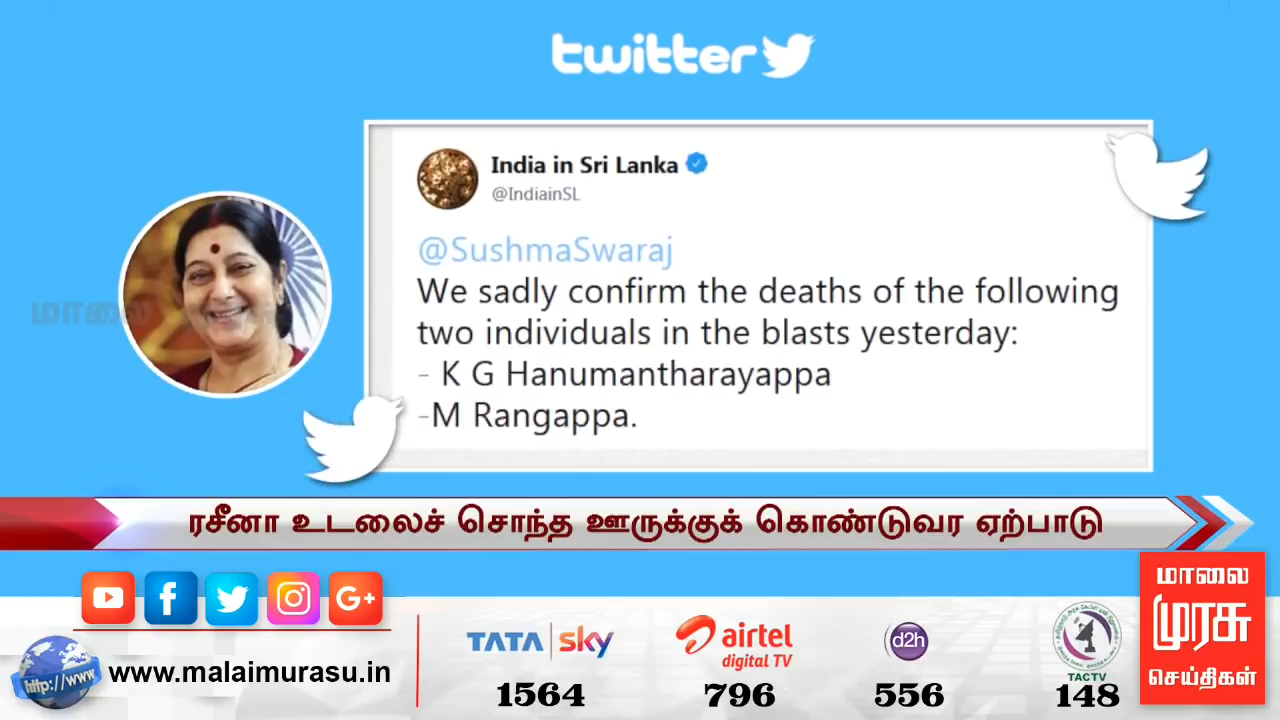 twitter
India in Sri Lanka
@IndiainSL
@SushmaSwaraj
We sadly confirm the deaths of the following
two individuals in the blasts yesterday:
- K G Hanumantharayappa
-M Rangappa.
மாலை
ரசீனா உடலைச் சொந்த ஊருக்குக் கொண்டுவர ஏற்பாடு
G+
http://www
www.malaimurasu.in
TATA sky
1564
airtel
digital TV
796
d2h
556
TACTV
148
மாலை
முரசு
செய்திகள்